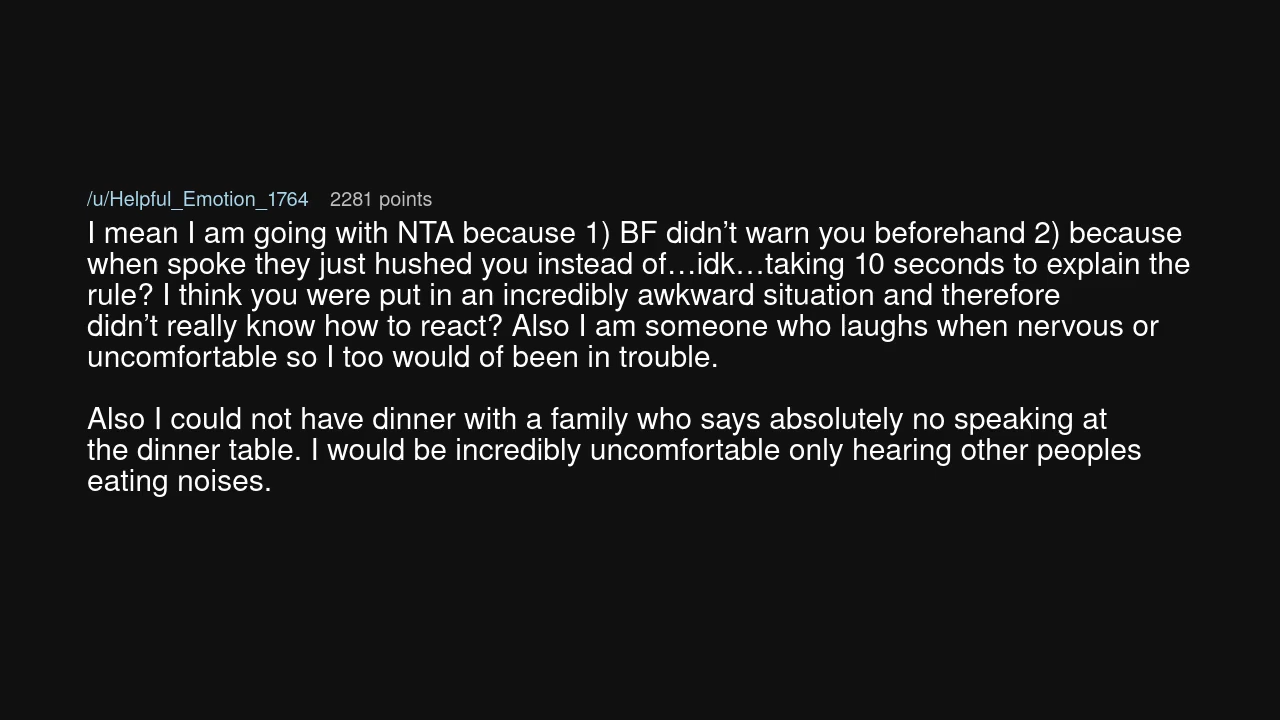 /u/Helpful_Emotion_1764 2281 points
I mean I am going with NTA because 1) BF didn’t warn you beforehand 2) because
when spoke they just hushed you instead of…idk…taking 10 seconds to explain the
rule? I think you were put in an incredibly awkward situation and therefore
didn’t really know how to react? Also I am someone who laughs when nervous or
uncomfortable so I too would of been in trouble.
Also I could not have dinner with a family who says absolutely no speaking at
the dinner table. I would be incredibly uncomfortable only hearing other peoples
eating noises.